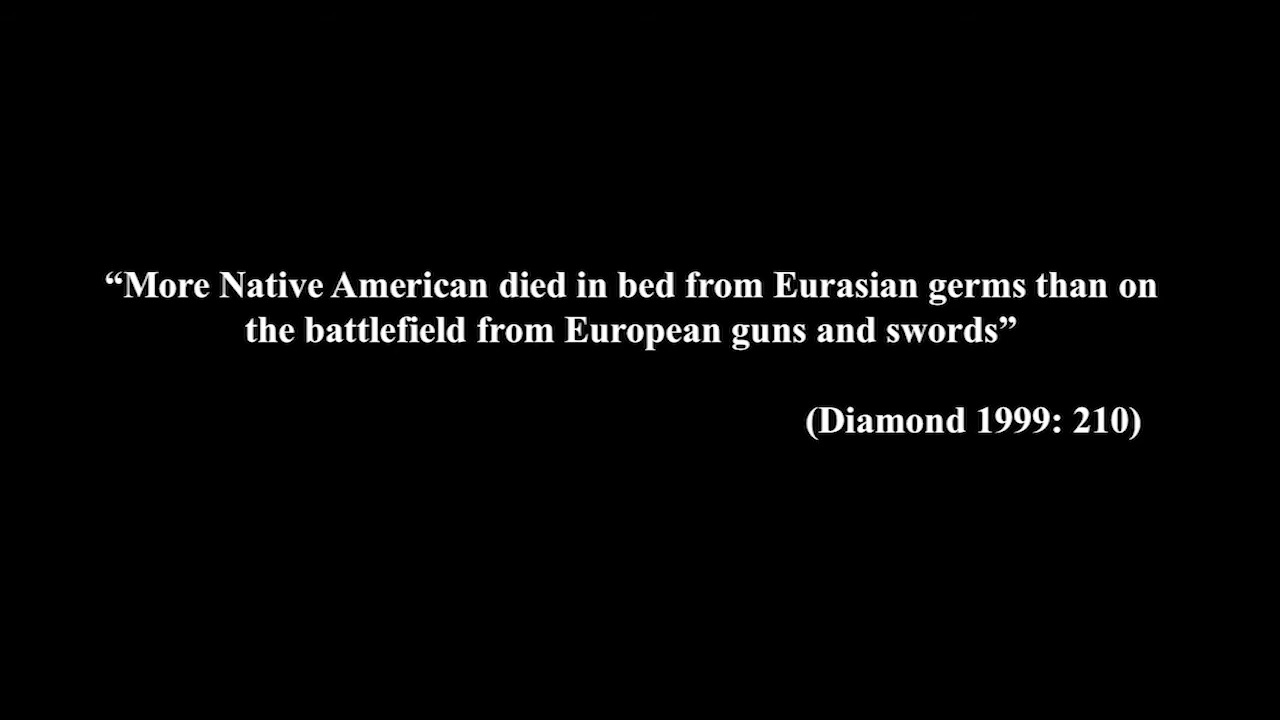 “More Native American died in bed from Eurasian germs than on
the battlefield from European guns and swords”
(Diamond 1999: 210)